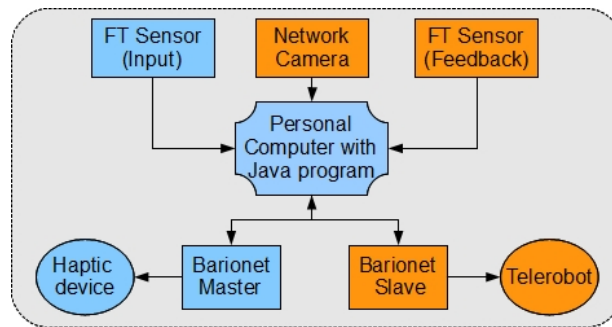 FT Sensor
(Input)
Network
Camera
FT Sensor
(Feedback)
Personal
Computer with
Java program
Haptic
device
Barionet
Master
Barionet
Slave
Telerobot